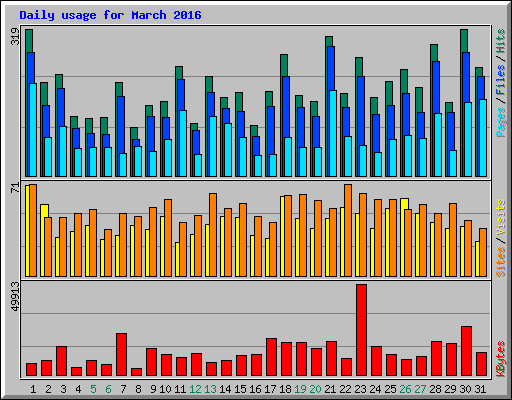 Daily usage for March 2016
319
Pages / Files / Hits
71
Sites / Visits
49913
KBytes
1 2 3 4 5 6 7 8 9 10 11 12 13 14 15 16 17 18 19 20 21 22 23 24 25 26 27 28 29 30 31